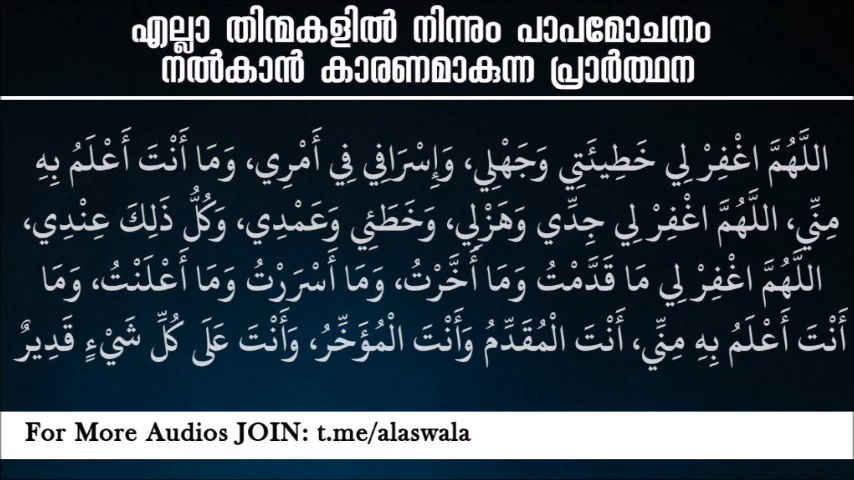 എല്ലാ തിന്മകളിൽ നിന്നും പാപമോചനം
നൽകാൻ കാരണമാകുന്ന പ്രാർത്ഥന
اللَّهُمَّ اغْفِرْ لِي خَطِيئَتِي وَجَهْلِي، وَإِسْرَافِي فِي أَمْرِي، وَمَا أَنْتَ أَعْلَمُ بِهِ
مِنِّي، اللَّهُمَّ اغْفِرْ لِي جِدِّي وَهَزْلِي، وَخَطَئِي وَعَمْدِي، وَكُلُّ ذَلِكَ عِنْدِي،
اللَّهُمَّ اغْفِرْ لِي مَا قَدَّمْتُ وَمَا أَخَّرْتُ، وَمَا أَسْرَرْتُ وَمَا أَعْلَنْتُ، وَمَا
أَنْتَ أَعْلَمُ بِهِ مِنِّي، أَنْتَ الْمُقَدِّمُ وَأَنْتَ الْمُؤَخِّرُ، وَأَنْتَ عَلَى كُلِّ شَيْءٍ قَدِيرٌ
For More Audios JOIN: t.me/alaswala